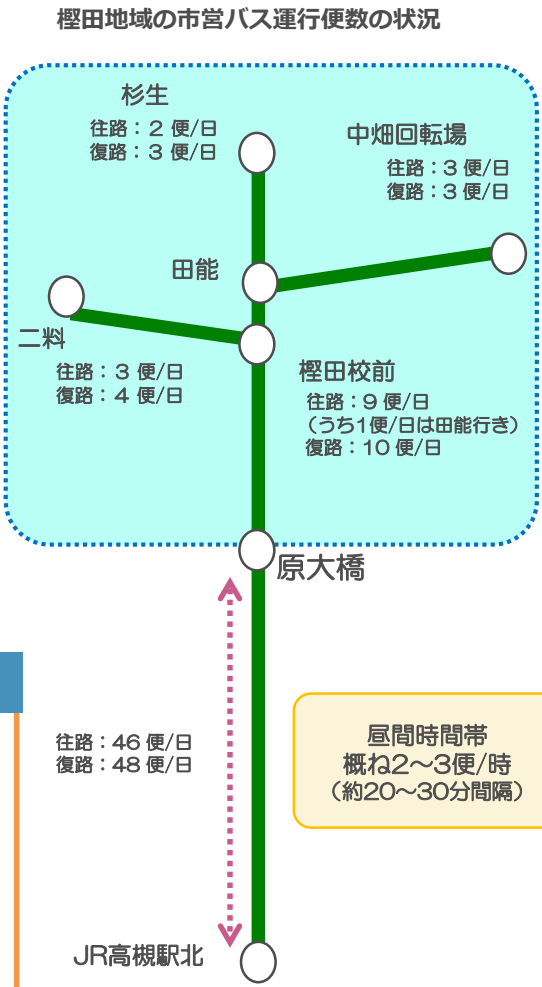 樫田地域の市営バス運行便数の状況
杉生
往路：２ 便/日
復路：３ 便/日
中畑回転場
往路：３ 便/日
復路：３ 便/日
田能
二料
往路：３ 便/日
復路：４ 便/日
樫田校前
往路：９ 便/日
（うち1便/日は田能行き）
復路：10 便/日
原大橋
往路：46 便/日
復路：48 便/日
昼間時間帯
概ね2～3便/時
（約20～30分間隔）
JR高槻駅北